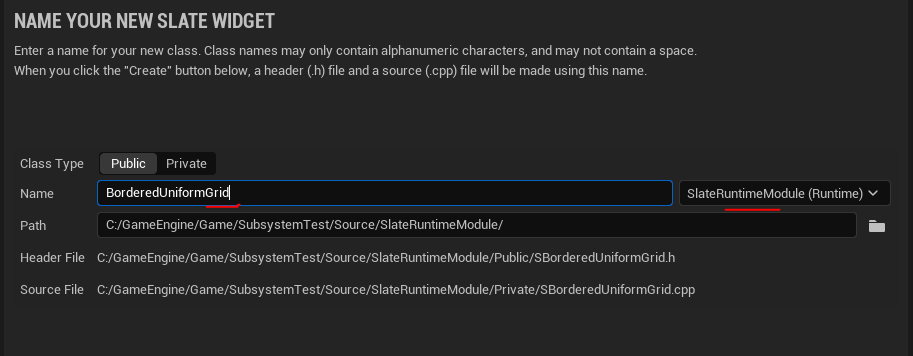 NAME YOUR NEW SLATE WIDGET
Enter a name for your new class. Class names may only contain alphanumeric characters, and may not contain a space.
When you click the "Create" button below, a header (.h) file and a source (.cpp) file will be made using this name.
Class Type Public Private
Name BorderedUniformGrid SlateRuntimeModule (Runtime)
Path C:/GameEngine/Game/SubsystemTest/Source/SlateRuntimeModule/
Header File C:/GameEngine/Game/SubsystemTest/Source/SlateRuntimeModule/Public/SBorderedUniformGrid.h
Source File C:/GameEngine/Game/SubsystemTest/Source/SlateRuntimeModule/Private/SBorderedUniformGrid.cpp